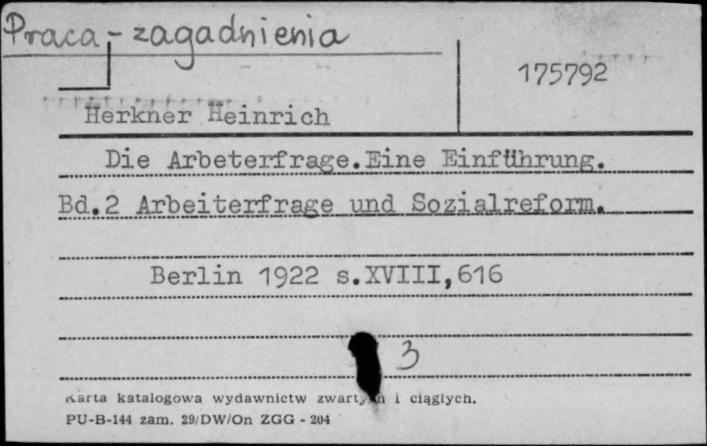 Praca - zagadnienia
175792
Herkner Heinrich
Die Arbeterfrage.Eine Einführung.
Bd.2 Arbeiterfrage und Sozialreform.
Berlin 1922 s.XVIII,616
3
Karta katalogowa wydawnictw zwartych i ciągłych.
PU-B-144 zam. 29/DW/On ZGG - 204